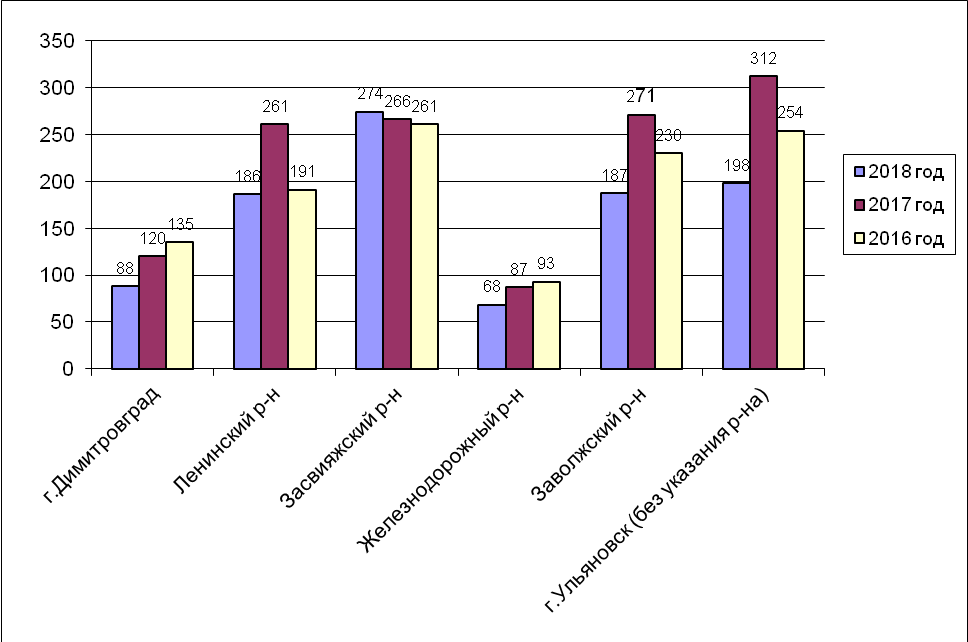 350
300
250
200
150
100
50
0
88
120
135
186
261
191
274
266
261
68
87
93
187
271
230
198
312
254
г.Димитровград
Ленинский р-н
Засвияжский р-н
Железнодорожный р-н
Заволжский р-н
г.Ульяновск (без указания р-на)
2018 год
2017 год
2016 год